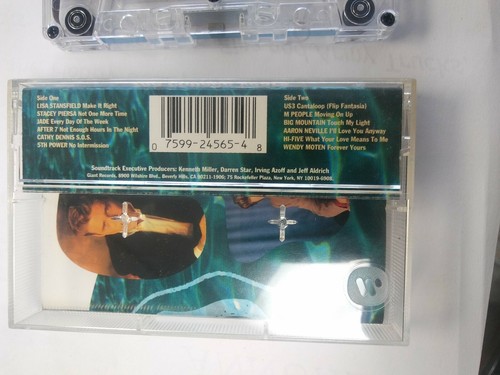 Side One
LISA STANSFIELD Make It Right
STACEY PIERSA Not One More Time
JADE Every Day Of The Week
AFTER 7 Not Enough Hours In The Night
CATHY DENNIS S.O.S.
5TH POWER No Intermission
7599-24565-4 8
Side Two
US3 Cantaloop (Flip Fantasia)
M PEOPLE Moving On Up
BIG MOUNTAIN Touch My Light
AARON NEVILLE I'll Love You Anyway
HI-FIVE What Your Love Means To Me
WENDY MOTEN Forever Yours
Soundtrack Executive Producers: Kenneth Miller, Darren Star, Irving Azoff and Jeff Aldrich
Giant Records, 8900 Wilshire Blvd., Beverly Hills, CA 90211-1906; 75 Rockefeller Plaza, New York, NY 10019-6908